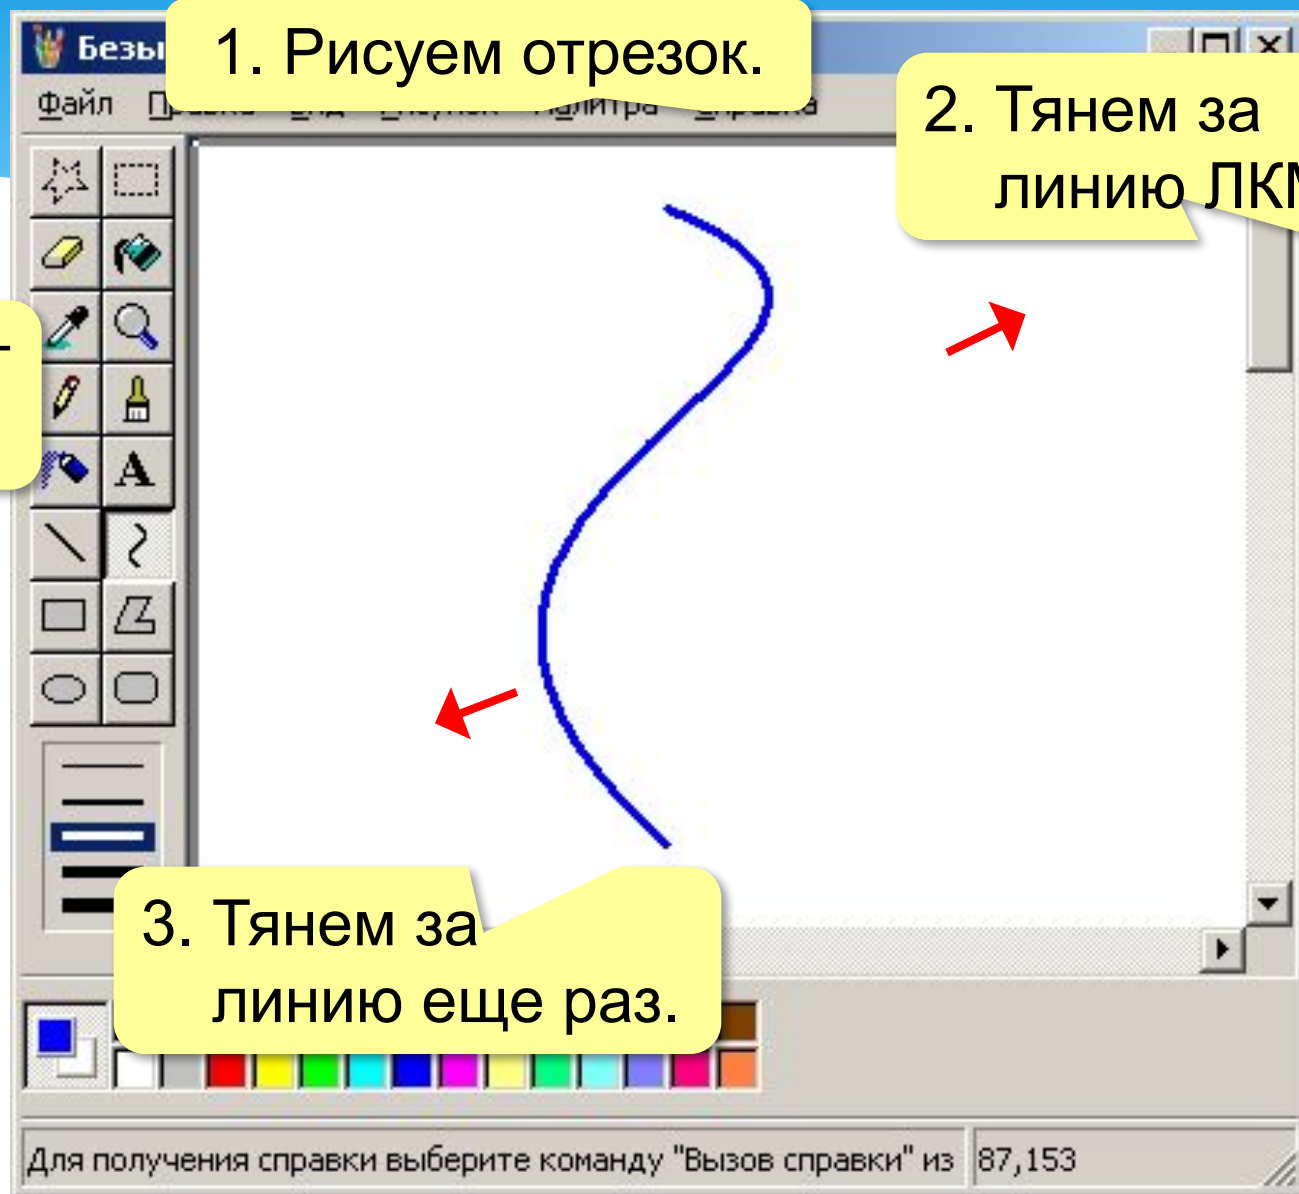 1. Рисуем отрезок.
Файл
2. Тянем за
линию
A
3. Тянем за
линию еще раз.
Для получения справки выберите команду "Вызов справки" из
87,153